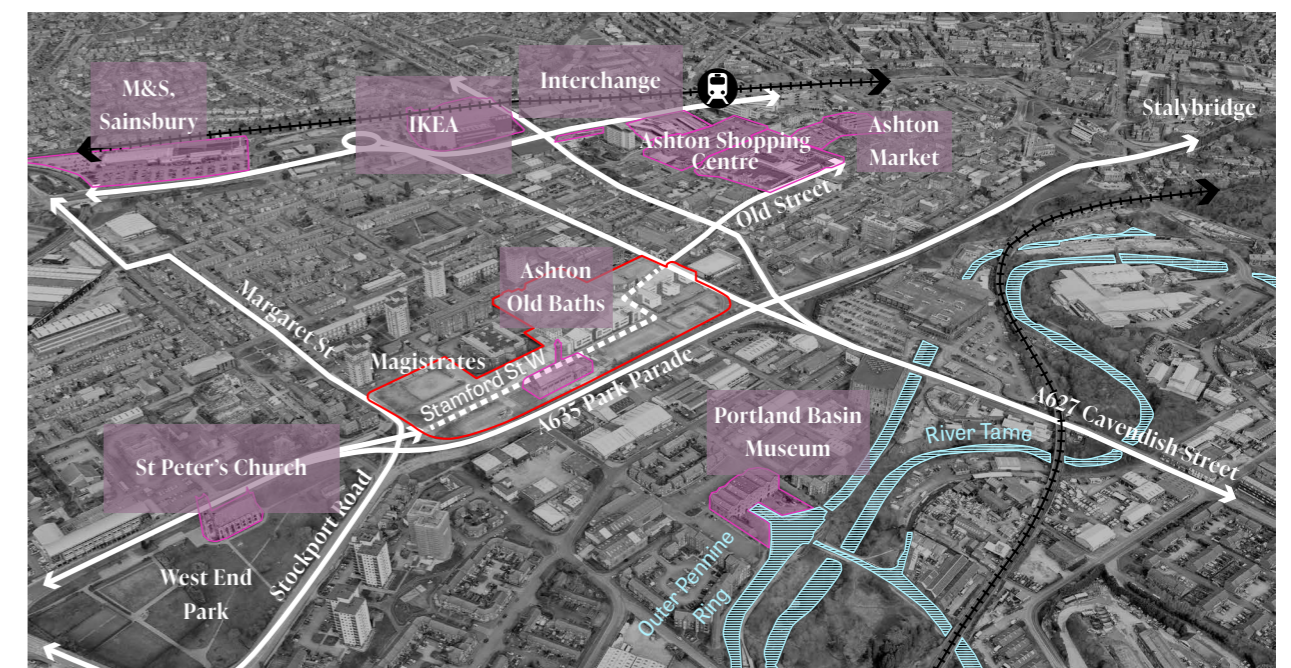 M&S,
Sainsbury
IKEA
Interchange
Ashton Shopping
Centre
Ashton
Market
Stalybridge
Old Street
Ashton
Old Baths
Margaret St
Magistrates
Stamford St W
A635 Park Parade
Portland Basin
Museum
A627 Cavendish Street
River Tame
St Peter's Church
Stockport Road
West End
Park
Outer Pennine
Ring